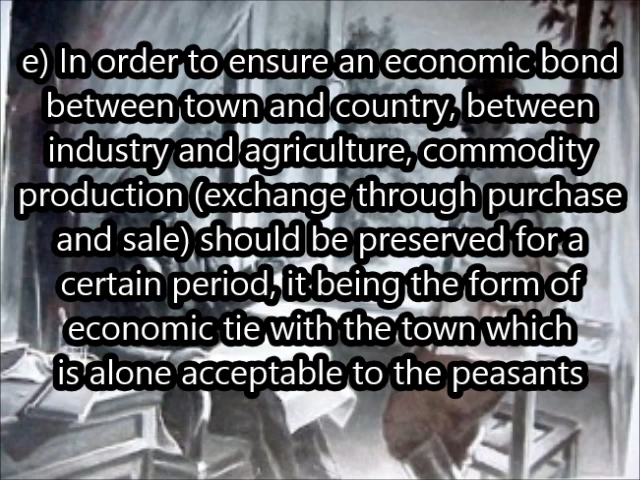 e) In order to ensure an economic bond
between town and country, between
industry and agriculture, commodity
production (exchange through purchase
and sale) should be preserved for a
certain period, it being the form of
economic tie with the town which
is alone acceptable to the peasants